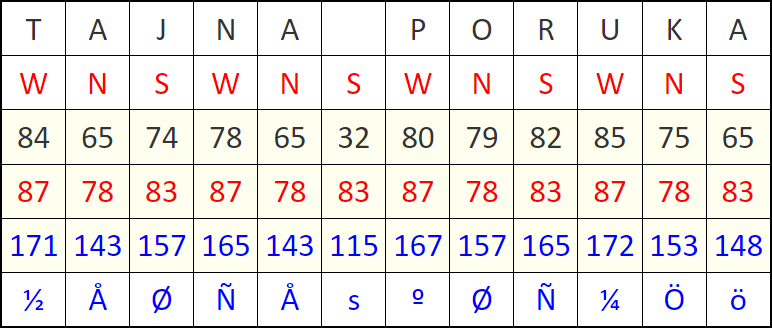 T A J N A P O R U K A
W N S W N S W N S W N S
84 65 74 78 65 32 80 79 82 85 75 65
87 78 83 87 78 83 87 78 83 87 78 83
171 143 157 165 143 115 167 157 165 172 153 148
½ Å Ø Ñ Å s º Ø Ñ ¼ Ö ö